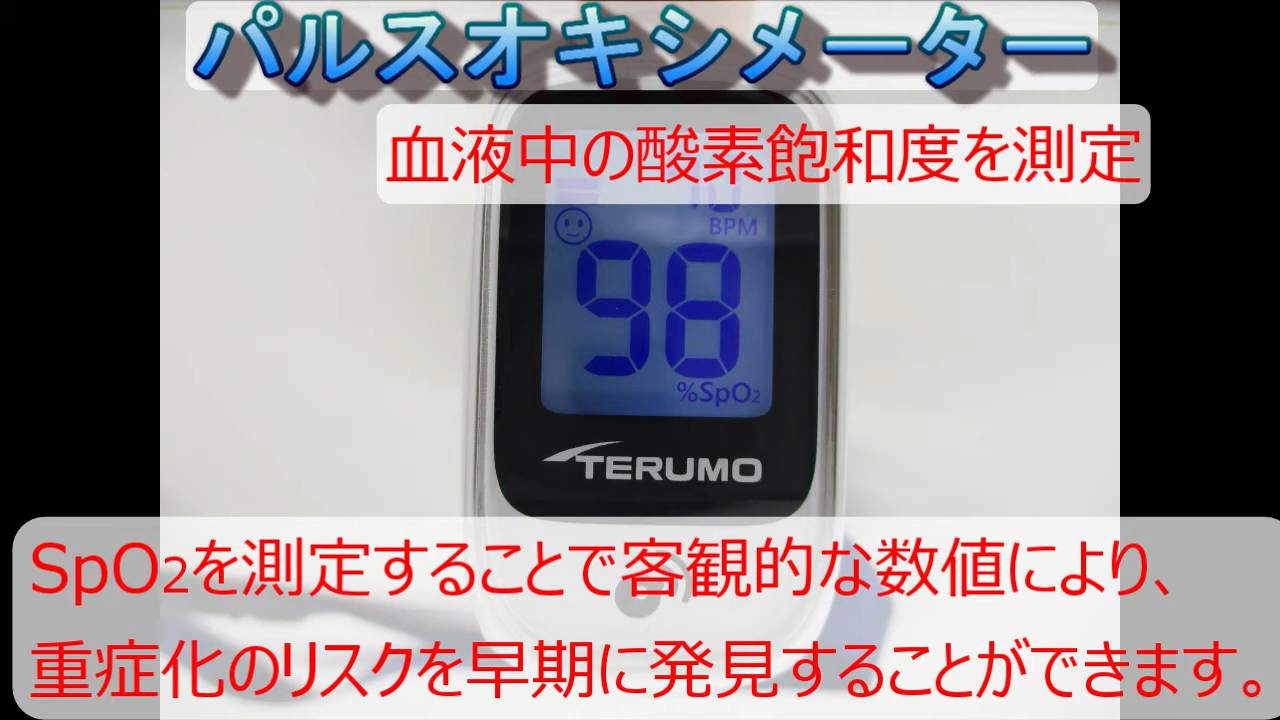 パルスオキシメーター
血液中の酸素飽和度を測定
BPM
98
%SpO₂
TERUMO
SpO₂を測定することで客観的な数値により、
重症化のリスクを早期に発見することができます。